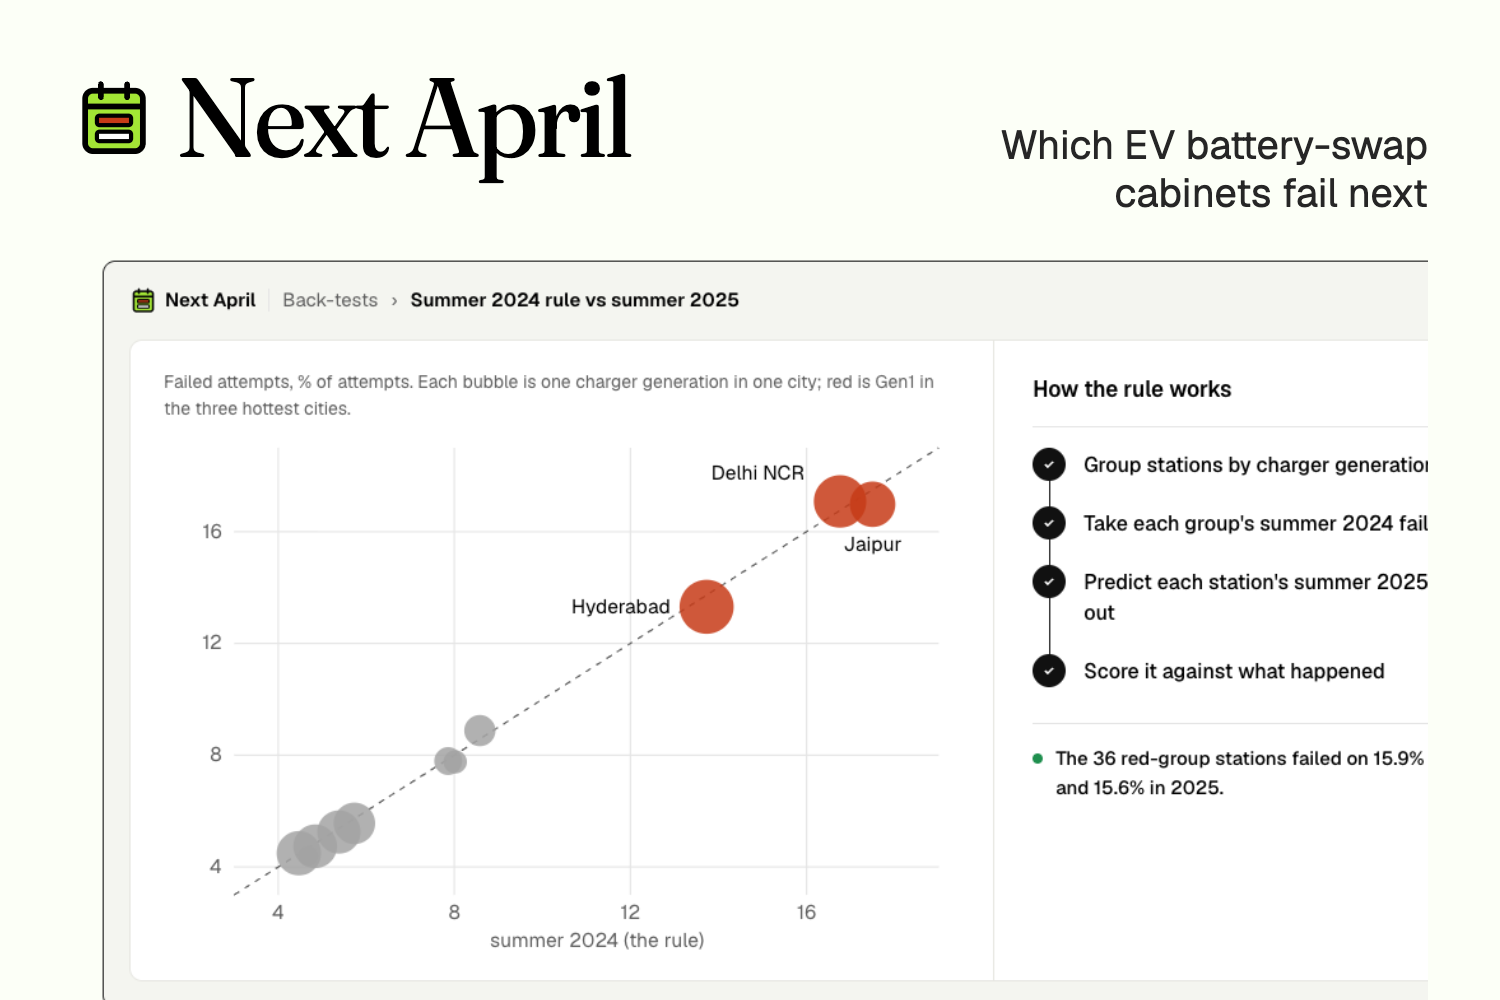 Next April
Which EV battery-swap
cabinets fail next
Next April
Back-tests › Summer 2024 rule vs summer 2025
Failed attempts, % of attempts. Each bubble is one charger generation in one city; red is Gen1 in
the three hottest cities.
Delhi NCR
16
Jaipur
Hyderabad
12
8
4
4 8 12 16
summer 2024 (the rule)
How the rule works
Group stations by charger generation
Take each group's summer 2024 fail
Predict each station's summer 2025
out
Score it against what happened
The 36 red-group stations failed on 15.9%
and 15.6% in 2025.